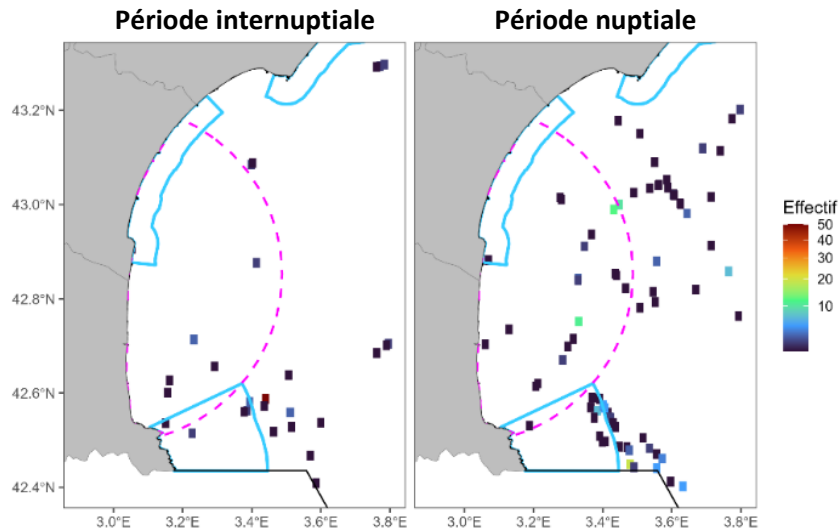 Période internuptiale
Période nuptiale
43.2°N
43.0°N
42.8°N
42.6°N
42.4°N
3.0°E 3.2°E 3.4°E 3.6°E 3.8°E
3.0°E 3.2°E 3.4°E 3.6°E 3.8°E
Effectif
50
40
30
20
10